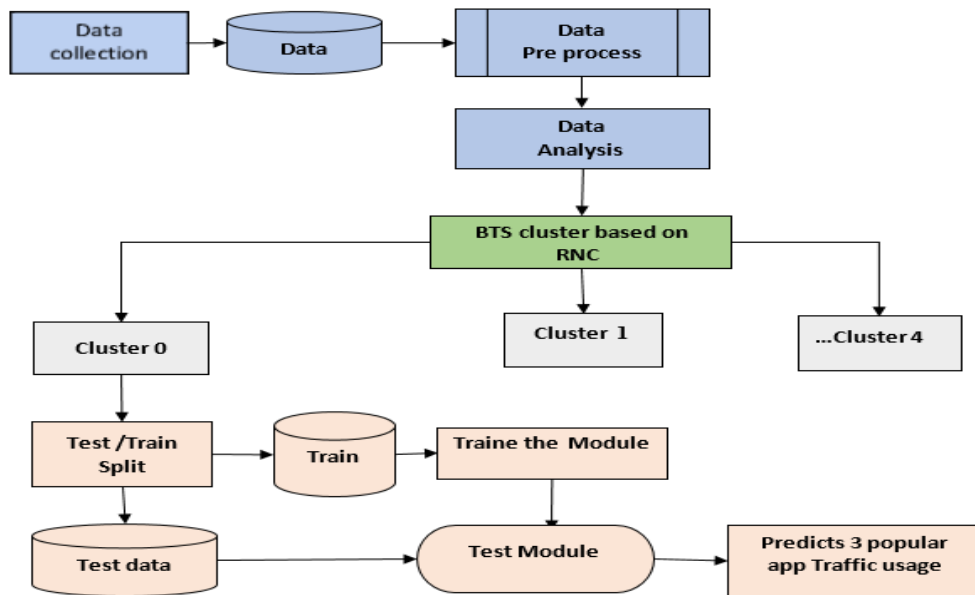 Data
collection
Data
Data
Pre process
Data
Analysis
BTS cluster based on
RNC
Cluster 0
Cluster 1
...Cluster 4
Test /Train
Split
Train
Traine the Module
Test data
Test Module
Predicts 3 popular
app Traffic usage